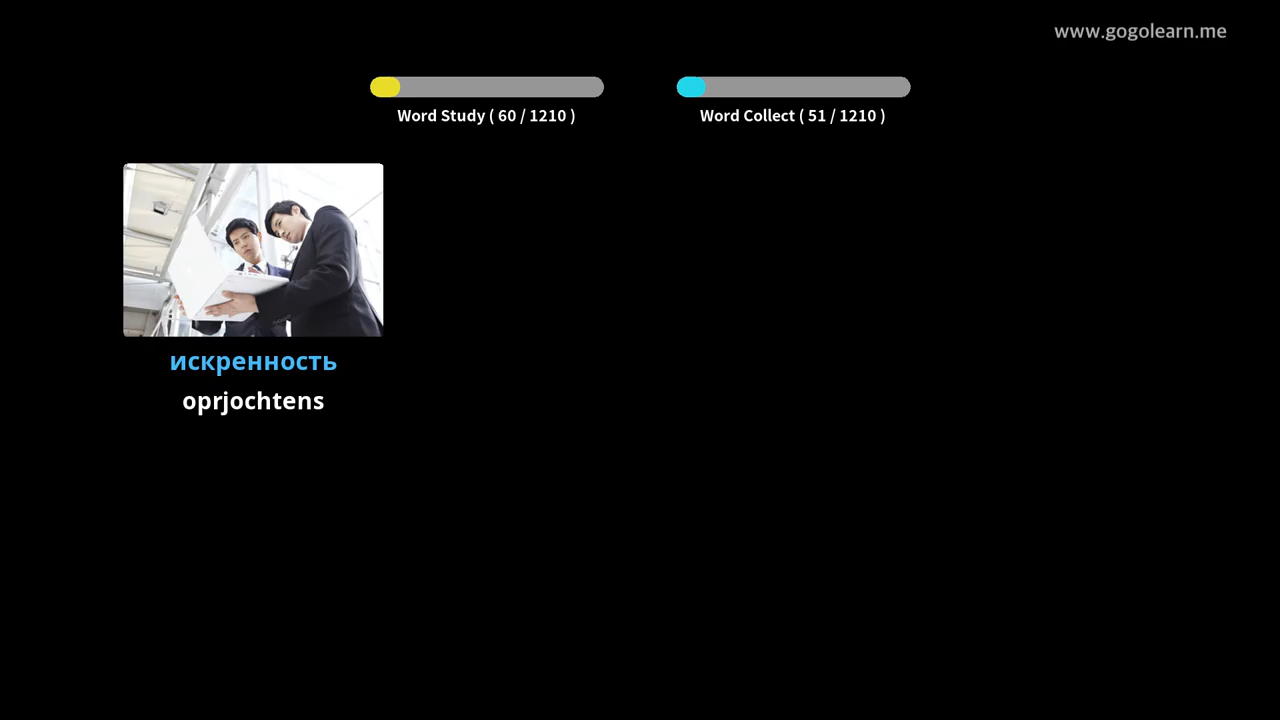 www.gogolearn.me
Word Study ( 60 / 1210 )
Word Collect ( 51 / 1210 )
искренность
oprjochtens